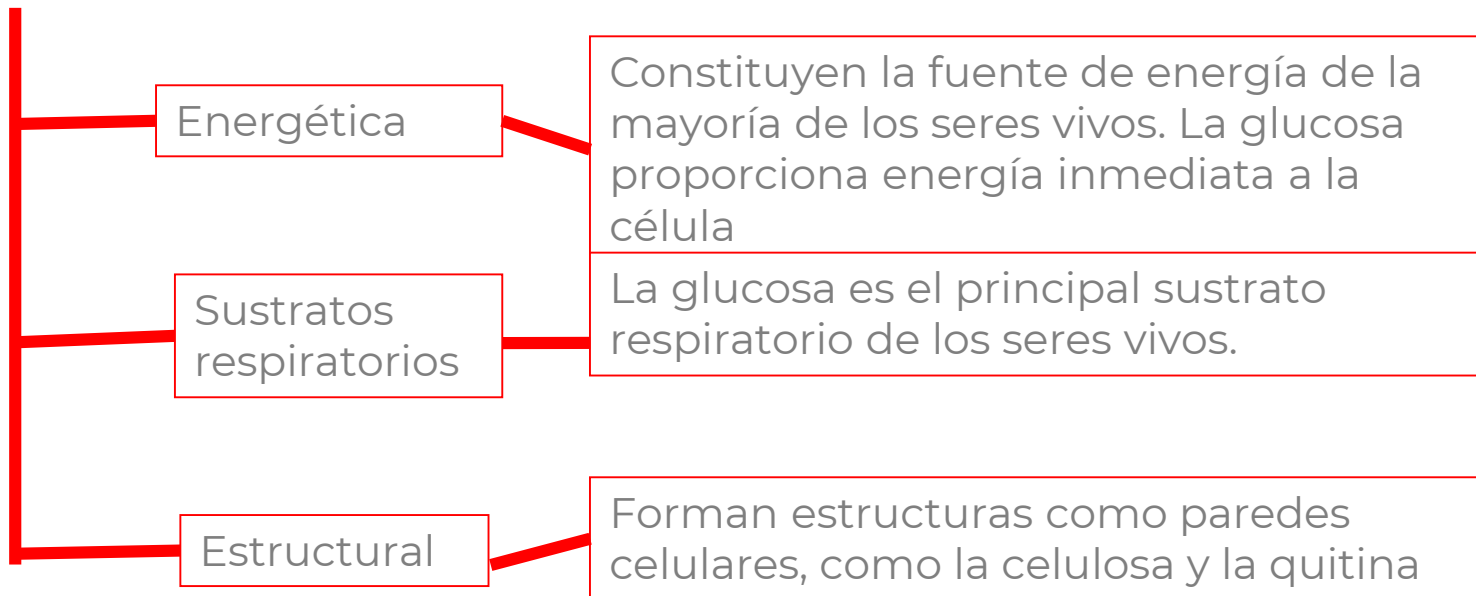 Energética
Constituyen la fuente de energía de la
mayoría de los seres vivos. La glucosa
proporciona energía inmediata a la
célula
Sustratos
respiratorios
La glucosa es el principal sustrato
respiratorio de los seres vivos.
Estructural
Forman estructuras como paredes
celulares, como la celulosa y la quitina